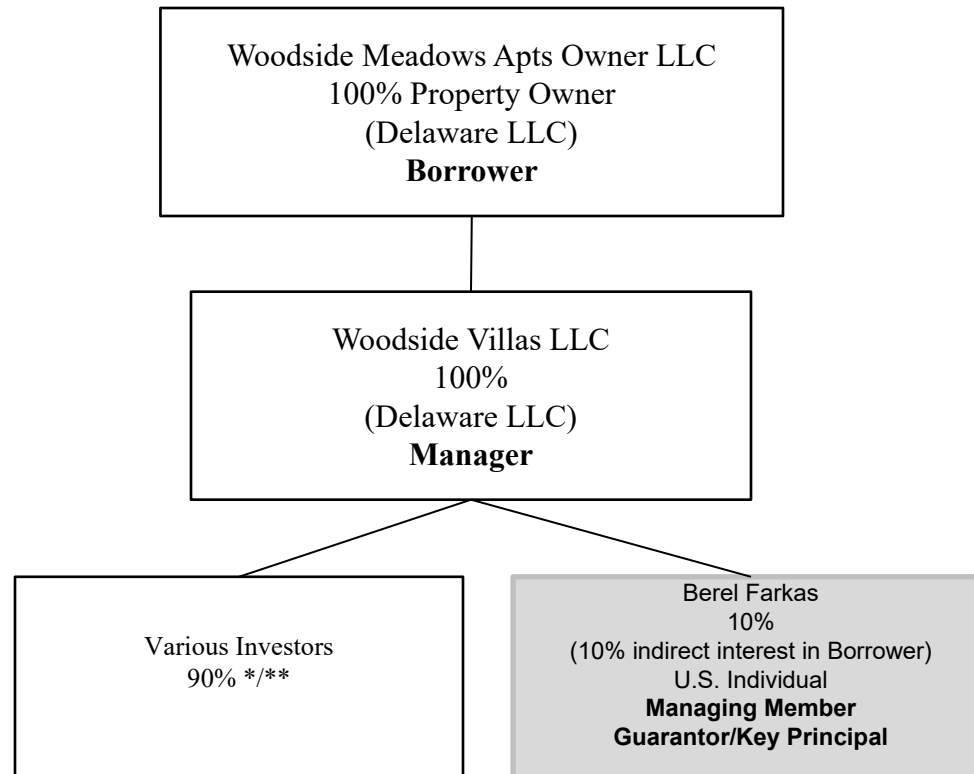 Woodside Meadows Apts Owner LLC
100% Property Owner
(Delaware LLC)
Borrower
Woodside Villas LLC
100%
(Delaware LLC)
Manager
Various Investors
90% */**
Berel Farkas
10%
(10% indirect interest in Borrower)
U.S. Individual
Managing Member
Guarantor/Key Principal